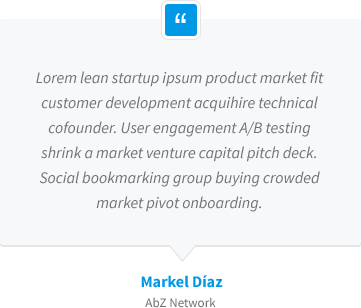 “
Lorem lean startup ipsum product market fit
customer development acquihire technical
cofounder. User engagement A/B testing
shrink a market venture capital pitch deck.
Social bookmarking group buying crowded
market pivot onboarding.
Markel Díaz
AbZ Network